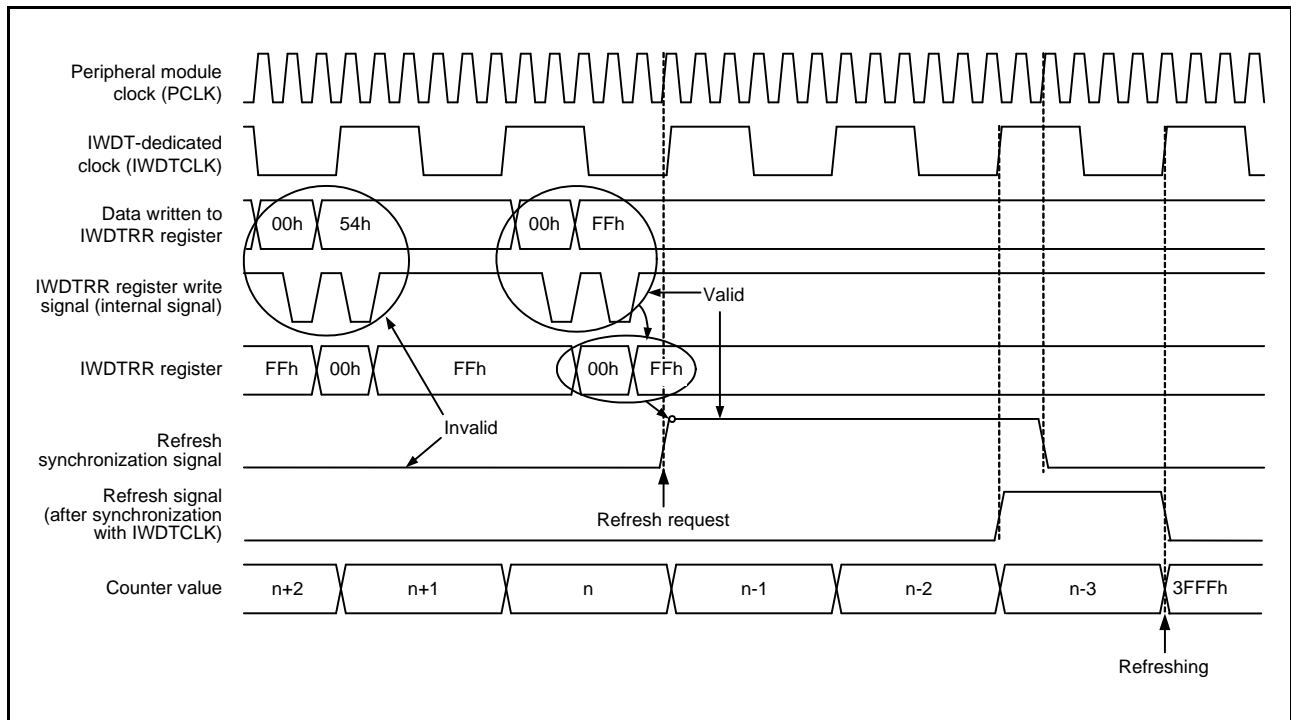 Peripheral module
clock (PCLK)
IWDT-dedicated
clock (IWDTCLK)
Data written to
IWDTRR register
00h
54h
00h
FFh
IWDTRR register write
signal (internal signal)
Valid
IWDTRR register
FFh
00h
FFh
00h
FFh
Invalid
Refresh
synchronization signal
Refresh signal
(after synchronization
with IWDTCLK)
Refresh request
Counter value
n+2
n+1
n
n-1
n-2
n-3
3FFFh
Refreshing